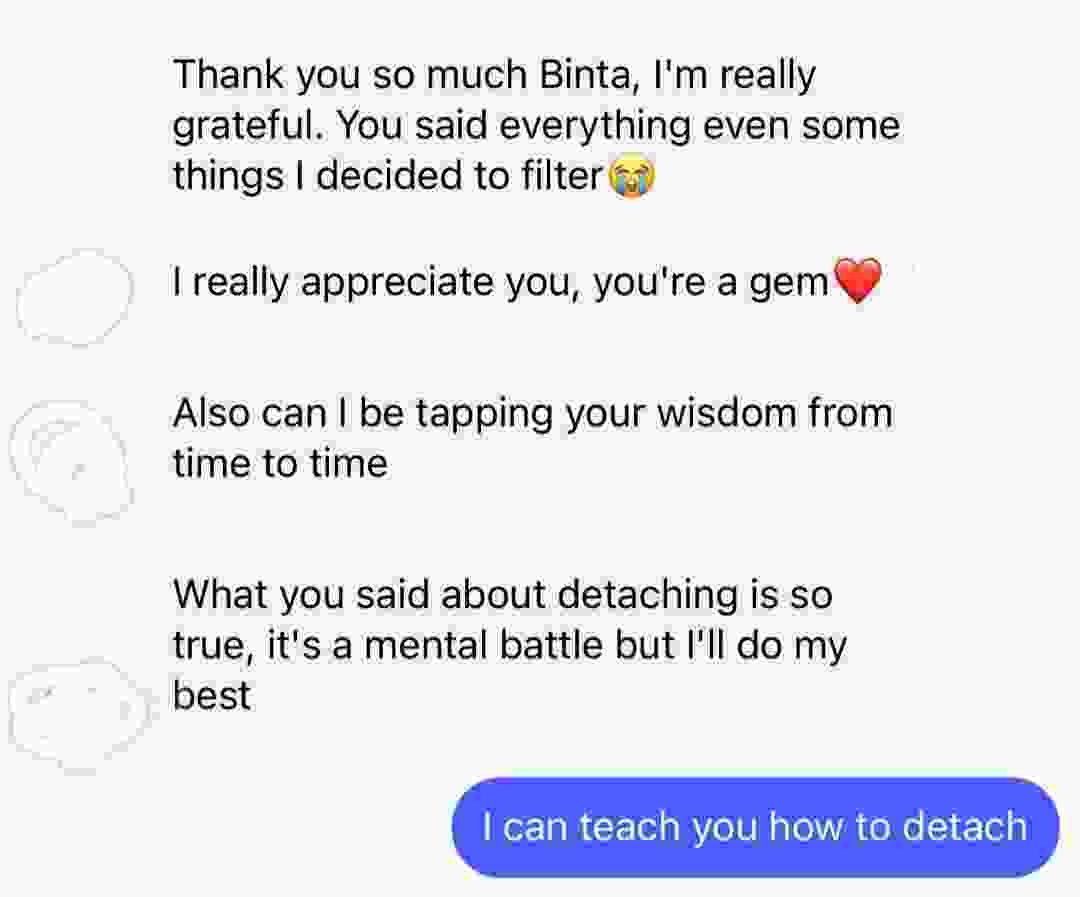 Thank you so much Binta, I'm really
grateful. You said everything even some
things I decided to filter😭
I really appreciate you, you're a gem❤️
Also can I be tapping your wisdom from
time to time
What you said about detaching is so
true, it's a mental battle but I'll do my
best
I can teach you how to detach